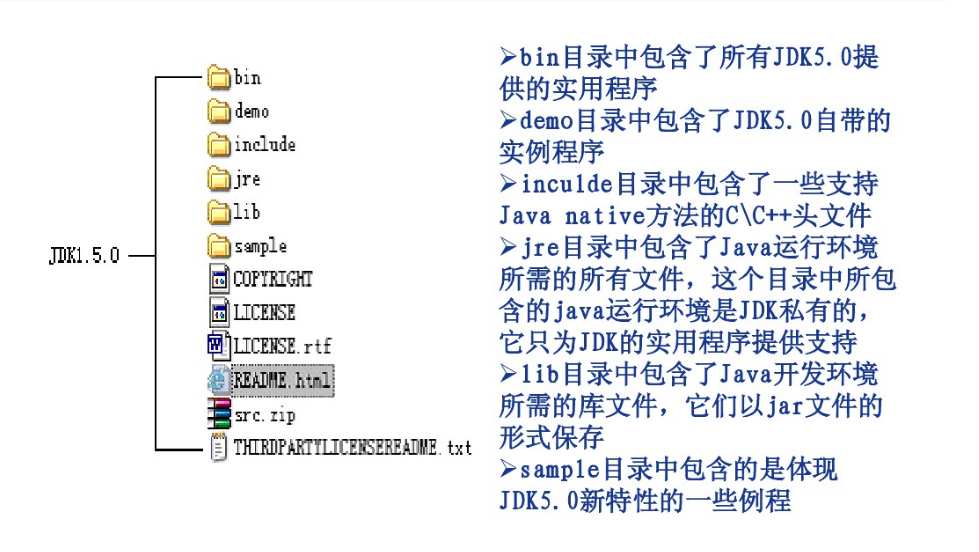 JDK1.5.0
bin
demo
include
jre
lib
sample
COPYRIGHT
LICENSE
LICENSE.rtf
README.html
src.zip
THIRDPARTYLICENSEREADME.txt
➢bin目录中包含了所有JDK5.0提
供的实用程序
➢demo目录中包含了JDK5.0自带的
实例程序
➢inculde目录中包含了一些支持
Java native方法的C\C++头文件
➢jre目录中包含了Java运行环境
所需的所有文件，这个目录中所包
含的java运行环境是JDK私有的，
它只为JDK的实用程序提供支持
➢lib目录中包含了Java开发环境
所需的库文件，它们以jar文件的
形式保存
➢sample目录中包含的是体现
JDK5.0新特性的一些例程